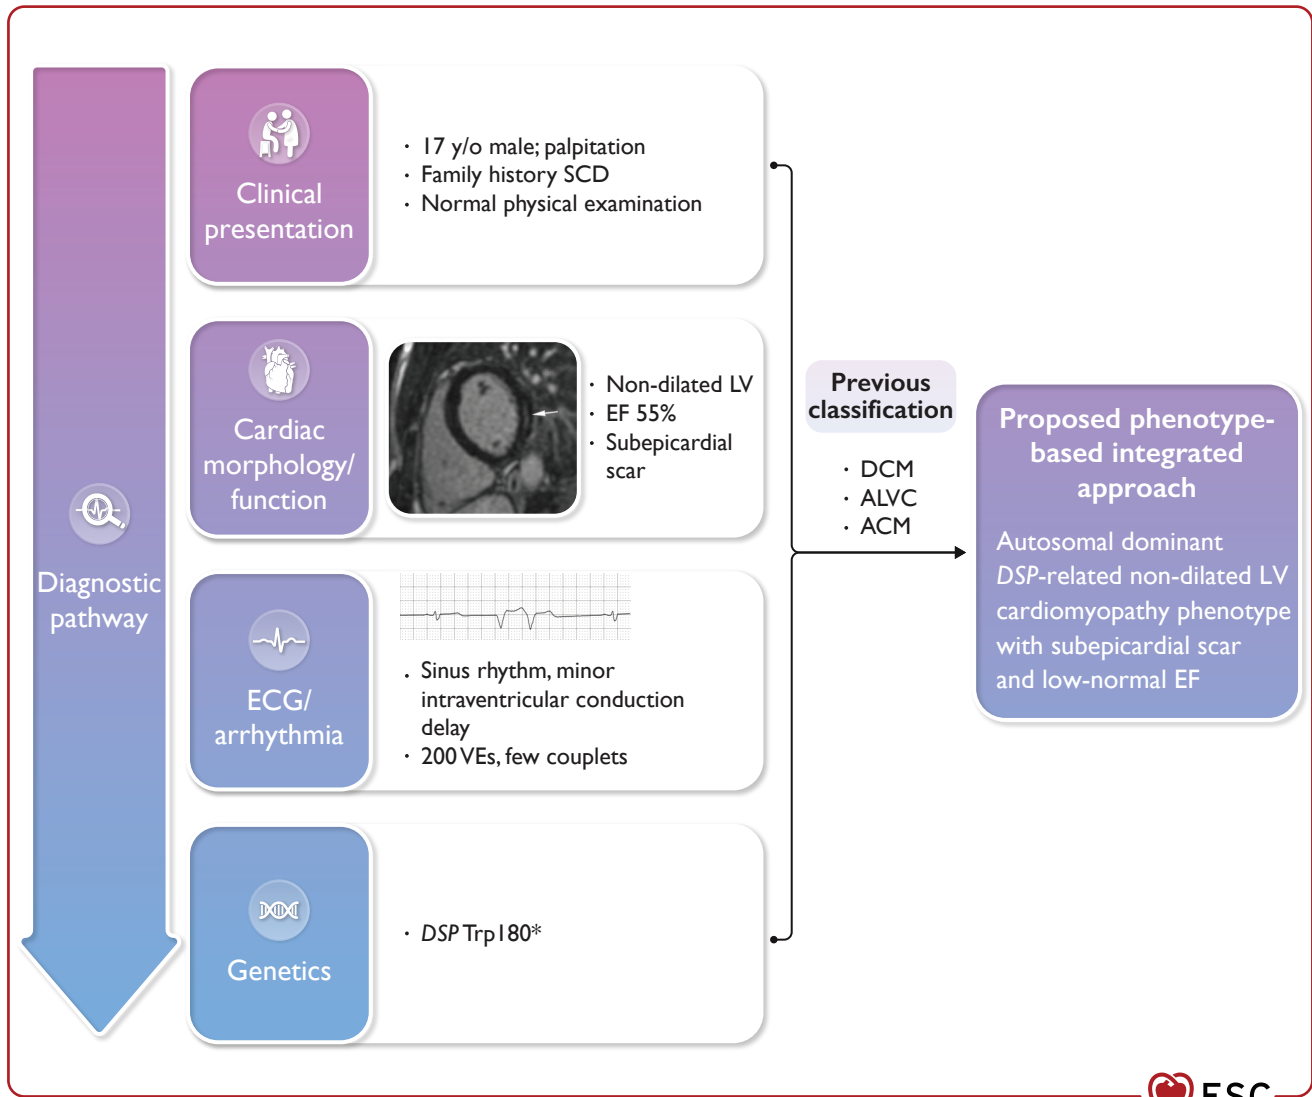 Diagnostic
pathway
Clinical
presentation
· 17 y/o male; palpitation
· Family history SCD
· Normal physical examination
Cardiac
morphology/
function
· Non-dilated LV
· EF 55%
· Subepicardial
scar
ECG/
arrhythmia
· Sinus rhythm, minor
intraventricular conduction
delay
· 200 VEs, few couplets
Genetics
· DSP Trp180*
Previous
classification
· DCM
· ALVC
· ACM
Proposed phenotype-
based integrated
approach
Autosomal dominant
DSP-related non-dilated LV
cardiomyopathy phenotype
with subepicardial scar
and low-normal EF
ESC